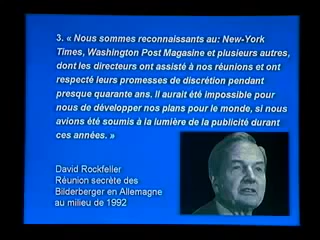 3. « Nous sommes reconnaissants au: New-York
Times, Washington Post Magasine et plusieurs autres,
dont les directeurs ont assisté à nos réunions et ont
respecté leurs promesses de discrétion pendant
presque quarante ans. Il aurait été impossible pour
nous de développer nos plans pour le monde, si nous
avions été soumis à la lumière de la publicité durant
ces années. »
David Rockfeller
Réunion secrète des
Bilderberger en Allemagne
au milieu de 1992